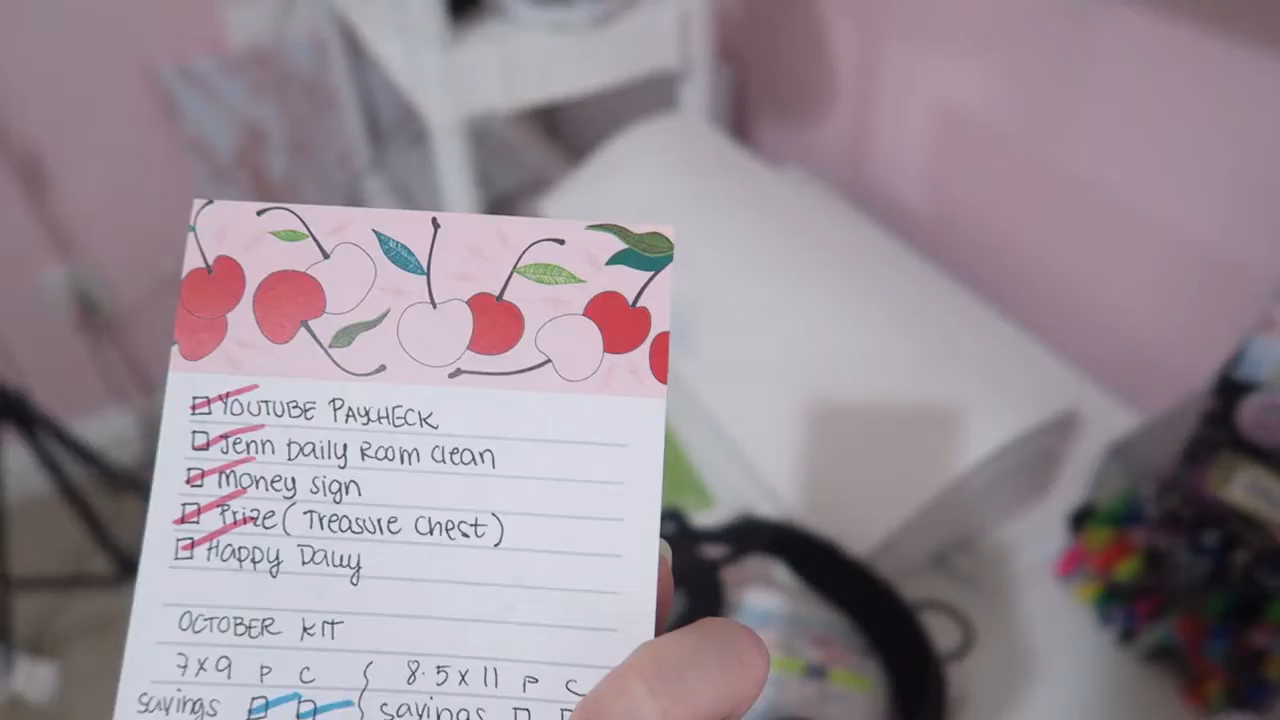 YOUTUBE PAYCHECK
Jenn Daily Room Clean
money sign
Prize (Treasure Chest)
Happy
OCTOBER KIT
7x9 P C { 8.5x11 P C
savings savings